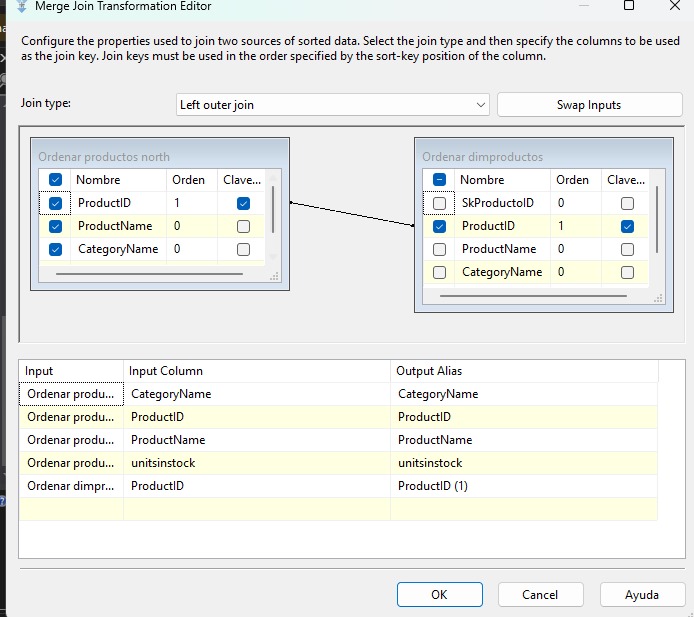 Merge Join Transformation Editor
Configure the properties used to join two sources of sorted data. Select the join type and then specify the columns to be used
as the join key. Join keys must be used in the order specified by the sort-key position of the column.
Join type: Left outer join Swap Inputs
Ordenar productos north
Nombre Orden Clave...
ProductID 1
ProductName 0
CategoryName 0
Ordenar dimproductos
Nombre Orden Clave...
SkProductoID 0
ProductID 1
ProductName 0
CategoryName 0
Input Input Column Output Alias
Ordenar produ... CategoryName CategoryName
Ordenar produ... ProductID ProductID
Ordenar produ... ProductName ProductName
Ordenar produ... unitsinstock unitsinstock
Ordenar dimpr... ProductID ProductID (1)
OK Cancel Ayuda